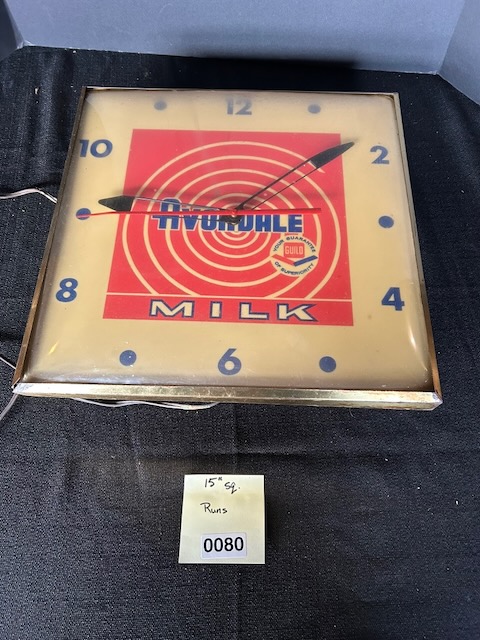 12
10
2
AVONDALE
YOUR GUARANTEE
GUILD
OF SUPERIORITY
8
4
MILK
6
15" sq.
Runs
0080